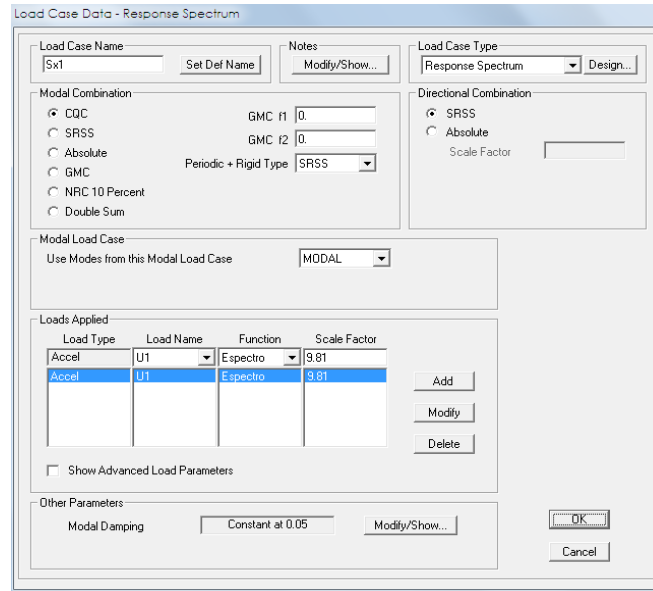 Load Case Data - Response Spectrum
Load Case Name
Sx1
Set Def Name
Notes
Modify/Show...
Load Case Type
Response Spectrum
Design...
Modal Combination
CQC
SRSS
Absolute
GMC
NRC 10 Percent
Double Sum
GMC f1 0.
GMC f2 0.
Periodic + Rigid Type SRSS
Directional Combination
SRSS
Absolute
Scale Factor
Modal Load Case
Use Modes from this Modal Load Case MODAL
Loads Applied
Load Type Load Name Function Scale Factor
Accel U1 Espectro 9.81
Accel U1 Espectro 9.81
Add
Modify
Delete
Show Advanced Load Parameters
Other Parameters
Modal Damping Constant at 0.05 Modify/Show...
OK
Cancel